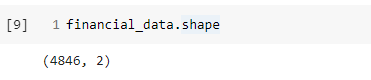 [9] 1 financial_data.shape
(4846, 2)